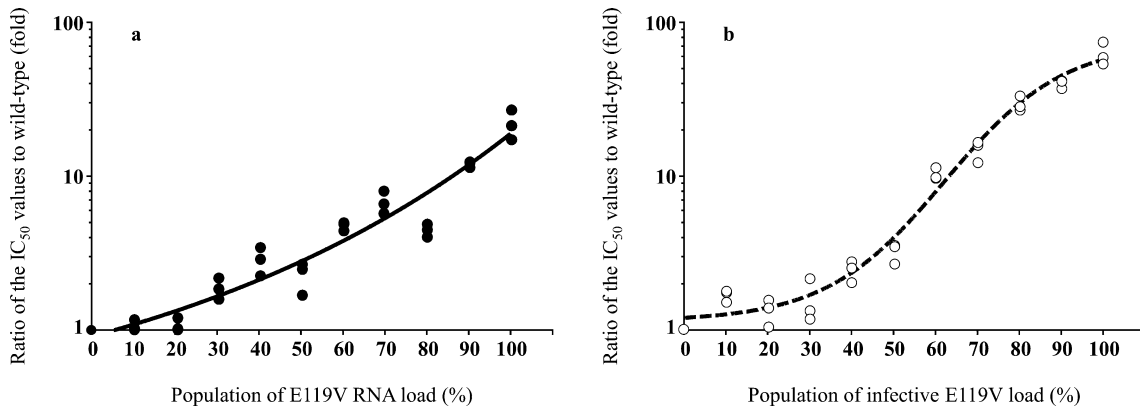 a
Ratio of the IC50 values to wild-type (fold)
100
10
1
0 10 20 30 40 50 60 70 80 90 100
Population of E119V RNA load (%)
b
Ratio of the IC50 values to wild-type (fold)
100
10
1
0 10 20 30 40 50 60 70 80 90 100
Population of infective E119V load (%)